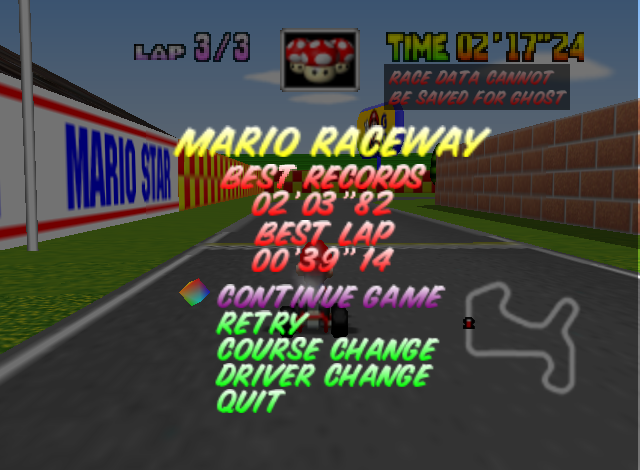 LAP 3/3
TIME 02'17"24
RACE DATA CANNOT
BE SAVED FOR GHOST
MARIO STAR
MARIO RACEWAY
BEST RECORDS
02'03"82
BEST LAP
00'39"14
CONTINUE GAME
RETRY
COURSE CHANGE
DRIVER CHANGE
QUIT